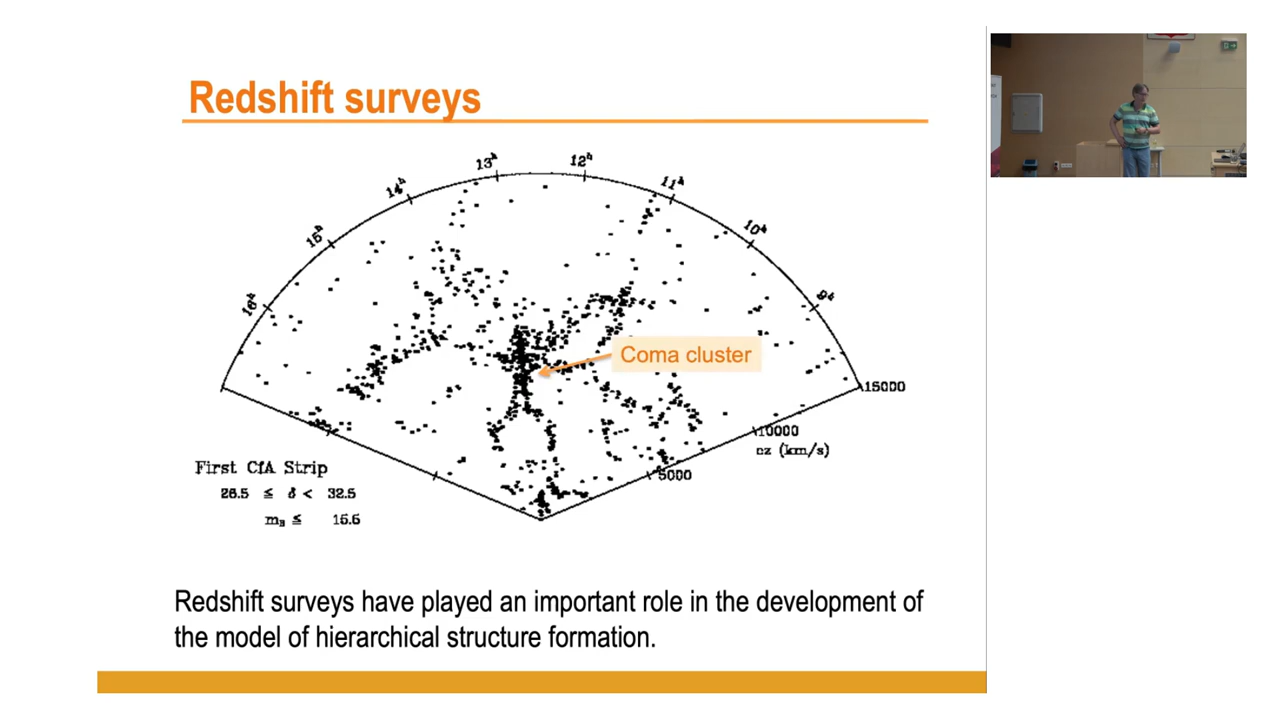 Redshift surveys
13ʰ
12ʰ
14ʰ
11ʰ
15ʰ
10ʰ
16ʰ
9ʰ
Coma cluster
15000
10000
cz (km/s)
5000
First CfA Strip
26.5 ≤ δ < 32.5
m_B ≤ 15.5
Redshift surveys have played an important role in the development of
the model of hierarchical structure formation.